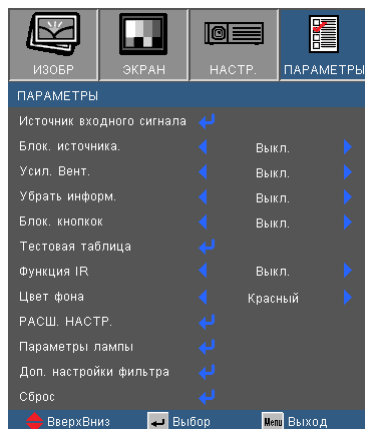 ИЗОБР ЭКРАН НАСТР. ПАРАМЕТРЫ
ПАРАМЕТРЫ
Источник входного сигнала
Блок. источника. Выкл.
Усил. Вент. Выкл.
Убрать информ. Выкл.
Блок. кнопкок Выкл.
Тестовая таблица
Функция IR Выкл.
Цвет фона Красный
РАСШ. НАСТР.
Параметры лампы
Доп. настройки фильтра
Сброс
ВверхВниз Выбор Menu Выход